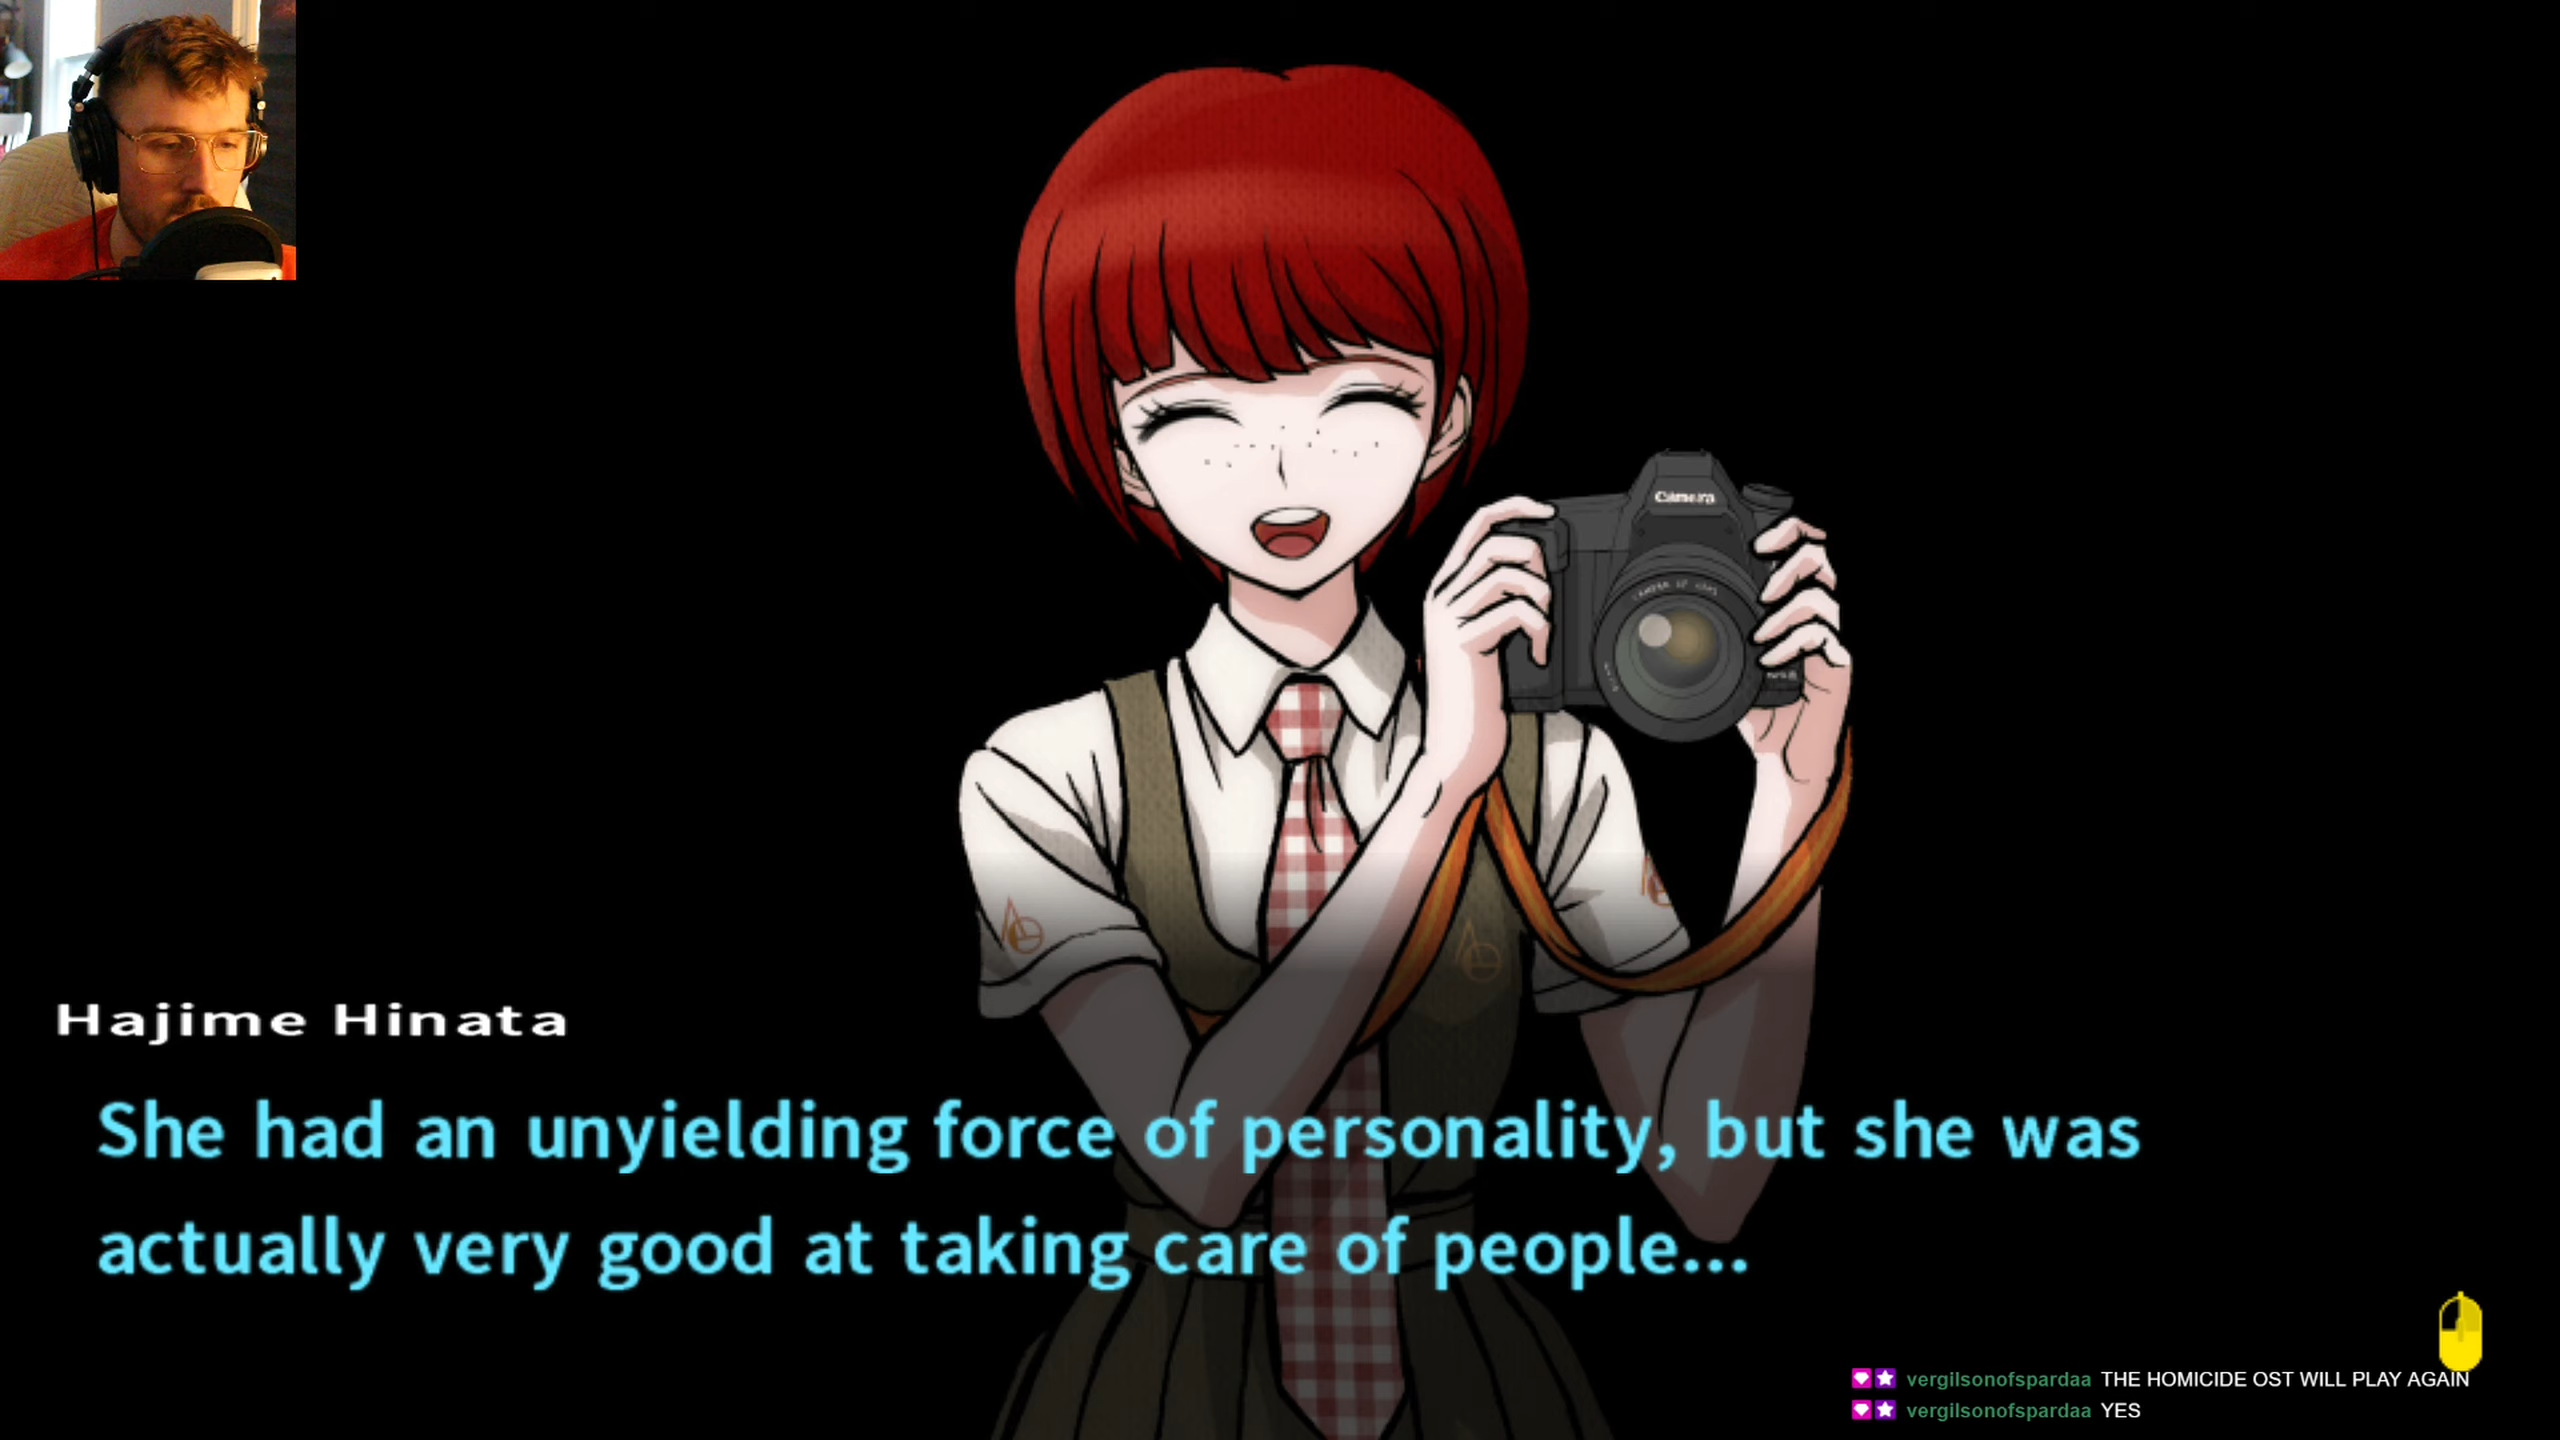 Camera
Hajime Hinata
She had an unyielding force of personality, but she was
actually very good at taking care of people...
vergilsonofspardaa THE HOMICIDE OST WILL PLAY AGAIN
vergilsonofspardaa YES